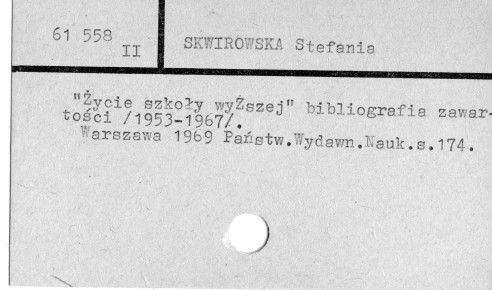 61 558
II
SKWIROWSKA Stefania
"Życie szkoły wyŻszej" bibliografia zawar-
tości /1953-1967/.
Warszawa 1969 Państw.Wydawn.Nauk.s.174.